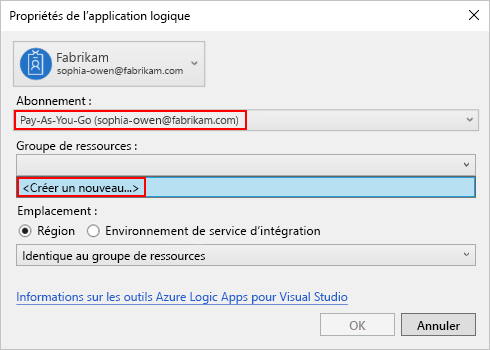 Propriétés de l'application logique
Fabrikam
sophia-owen@fabrikam.com
Abonnement :
Pay-As-You-Go (sophia-owen@fabrikam.com)
Groupe de ressources :
<Créer un nouveau...>
Emplacement :
Région Environnement de service d'intégration
Identique au groupe de ressources
Informations sur les outils Azure Logic Apps pour Visual Studio
OK Annuler